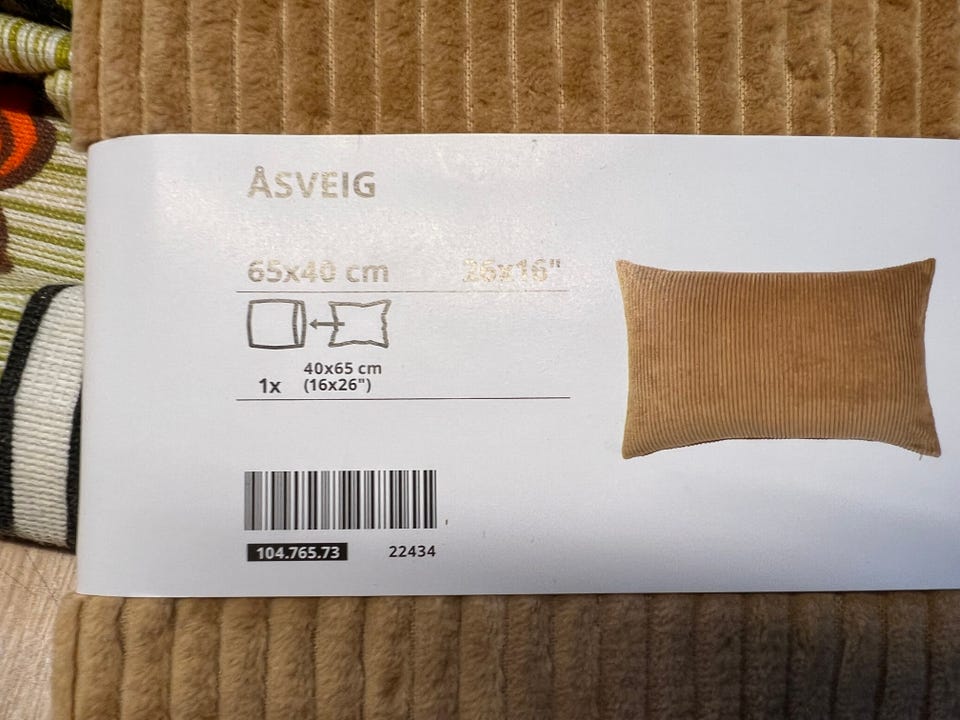 ÅSVEIG
65x40 cm 26x16"
40x65 cm
1x (16x26")
104.765.73 22434